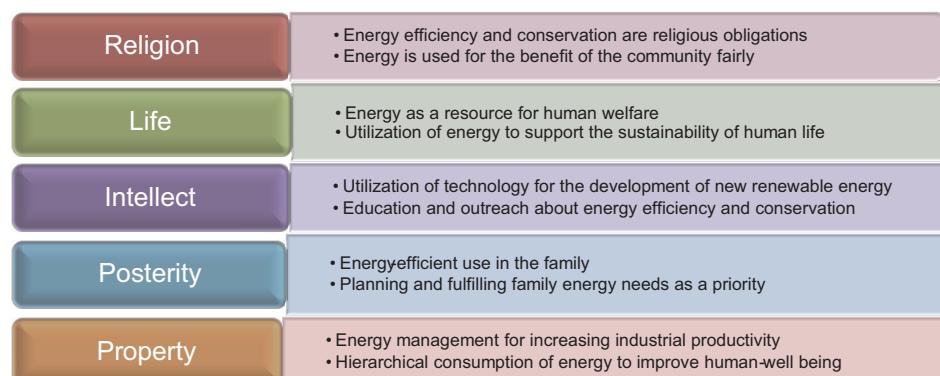 Religion
• Energy efficiency and conservation are religious obligations
• Energy is used for the benefit of the community fairly
Life
• Energy as a resource for human welfare
• Utilization of energy to support the sustainability of human life
Intellect
• Utilization of technology for the development of new renewable energy
• Education and outreach about energy efficiency and conservation
Posterity
• Energy-efficient use in the family
• Planning and fulfilling family energy needs as a priority
Property
• Energy management for increasing industrial productivity
• Hierarchical consumption of energy to improve human-well being